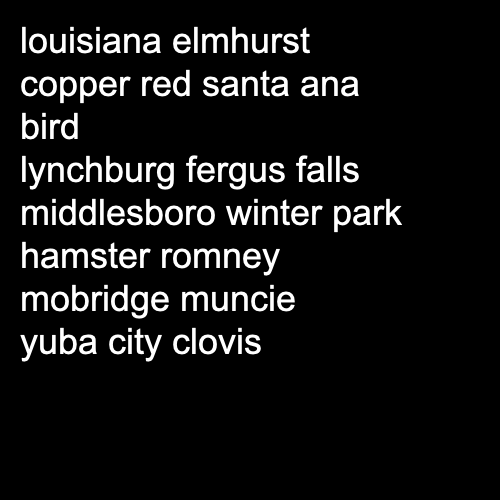 louisiana elmhurst
copper red santa ana
bird
lynchburg fergus falls
middlesboro winter park
hamster romney
mobridge muncie
yuba city clovis